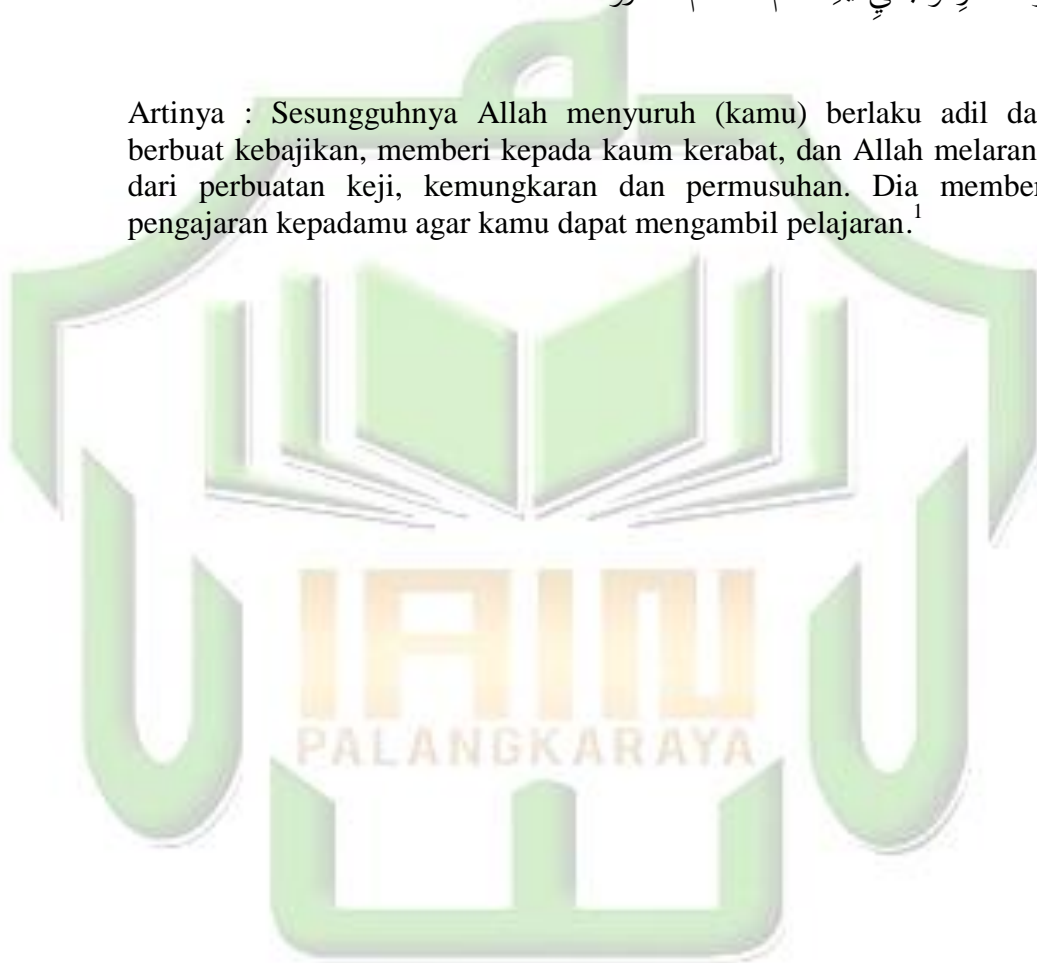 Artinya : Sesungguhnya Allah menyuruh (kamu) berlaku adil da
berbuat kebajikan, memberi kepada kaum kerabat, dan Allah melaran
dari perbuatan keji, kemungkaran dan permusuhan. Dia member
pengajaran kepadamu agar kamu dapat mengambil pelajaran.¹
IAIN
PALANGKARAYA